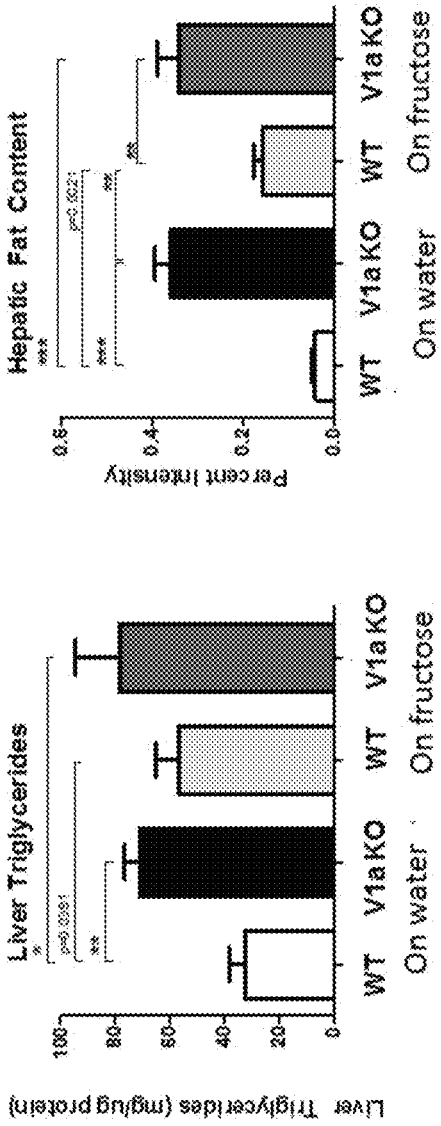 Liver Triglycerides
*
**
Liver Triglycerides (mg/ug protein)
100
80
60
40
20
0
WT V1aKO WT V1aKO
On water On fructose
Hepatic Fat Content
***
p=0.0021
*** **
**
Percent Intensity
0.6
0.4
0.2
0.0
WT V1aKO WT V1aKO
On water On fructose